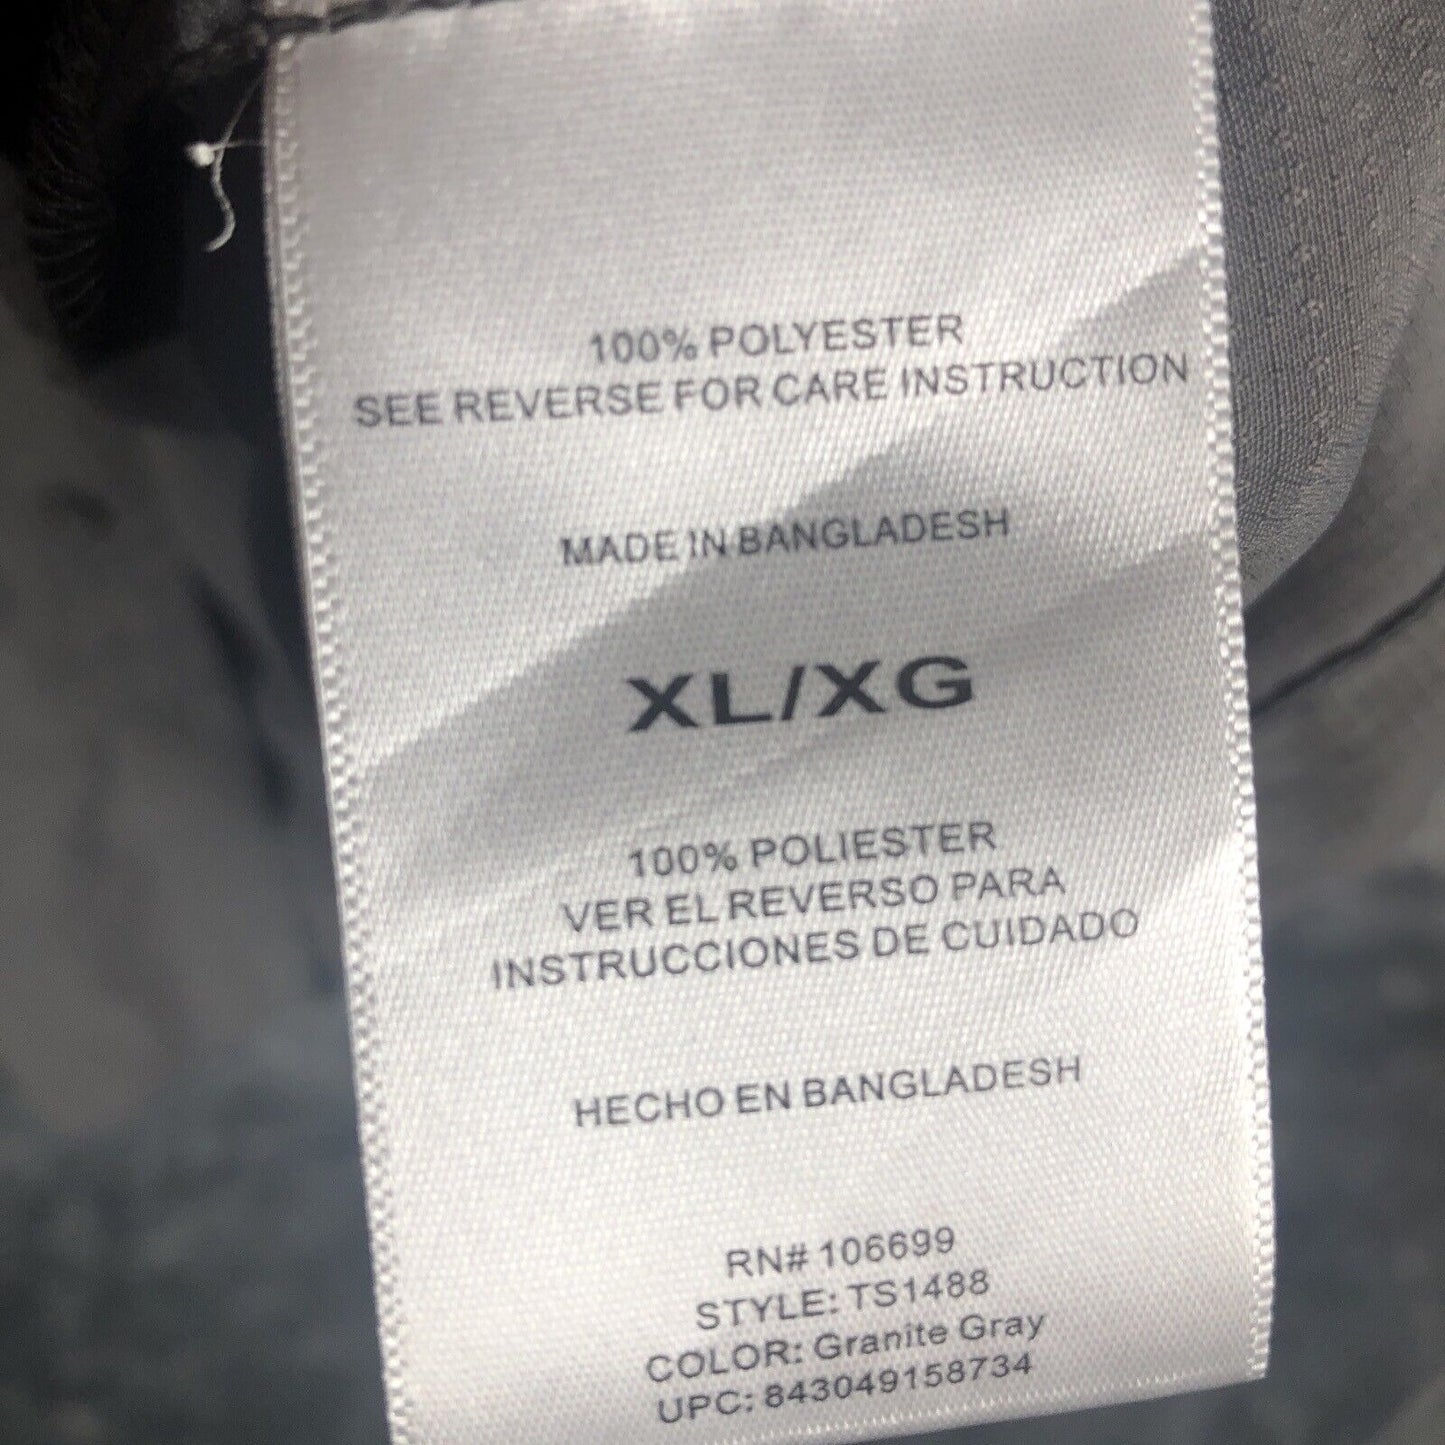 100% POLYESTER
SEE REVERSE FOR CARE INSTRUCTION
MADE IN BANGLADESH
XL/XG
100% POLIESTER
VER EL REVERSO PARA
INSTRUCCIONES DE CUIDADO
HECHO EN BANGLADESH
RN# 106699
STYLE: TS1488
COLOR: Granite Gray
UPC: 843049158734